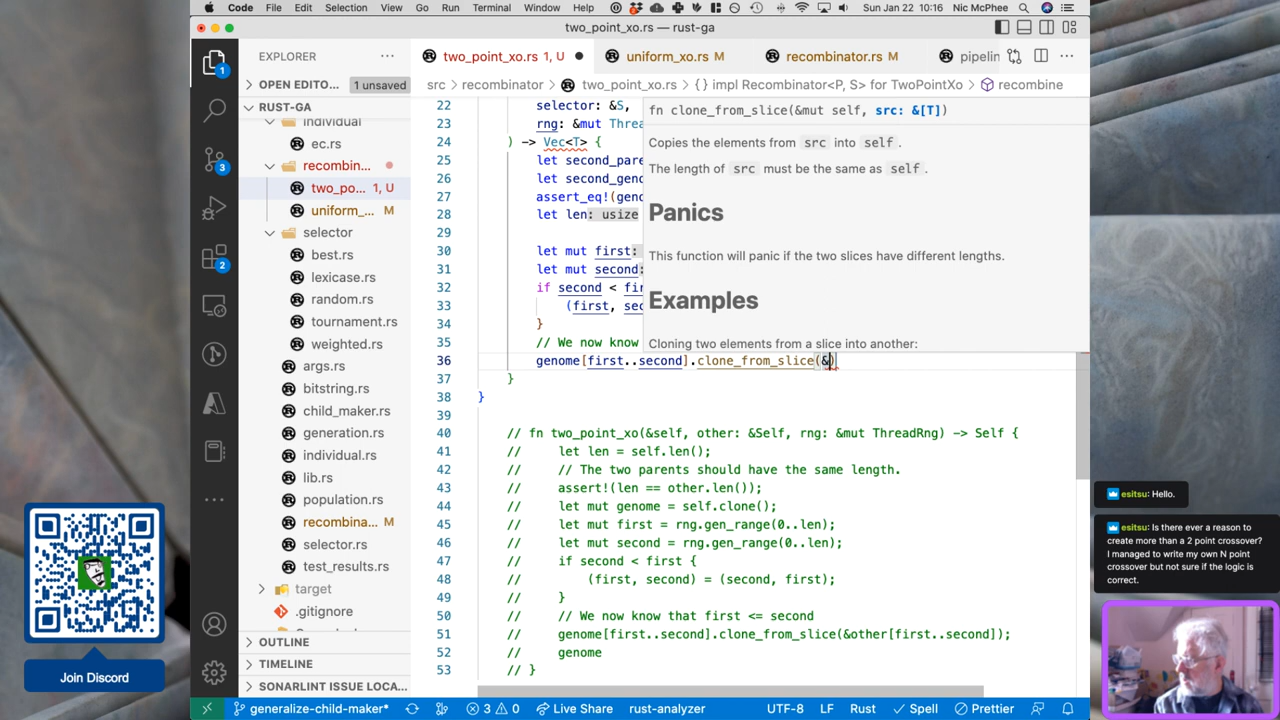 Code File Edit Selection View Go Run Terminal Window Help Sun Jan 22 10:16 Nic McPhee
two_point_xo.rs — rust-ga
EXPLORER
two_point_xo.rs 1, U
uniform_xo.rs M
recombinator.rs M
pipelin
OPEN EDITO... 1 unsaved
src > recombinator > two_point_xo.rs > {} impl Recombinator<P, S> for TwoPointXo > recombine
RUST-GA
individual
ec.rs
recombin...
two_po... 1, U
uniform_... M
selector
best.rs
lexicase.rs
random.rs
tournament.rs
weighted.rs
args.rs
bitstring.rs
child_maker.rs
generation.rs
individual.rs
lib.rs
population.rs
recombina... M
selector.rs
test_results.rs
target
.gitignore
OUTLINE
TIMELINE
SONARLINT ISSUE LOCA...
1
3
2
22 selector: &S,
23 rng: &mut Threa
24 ) -> Vec<T> {
25 let second_pare
26 let second_geno
27 assert_eq!(geno
28 let len: usize
29
30 let mut first:
31 let mut second:
32 if second < fir
33 (first, sec
34 }
35 // We now know
36 genome[first..second].clone_from_slice(&)
37 }
38 }
39
40 // fn two_point_xo(&self, other: &Self, rng: &mut ThreadRng) -> Self {
41 // let len = self.len();
42 // // The two parents should have the same length.
43 // assert!(len == other.len());
44 // let mut genome = self.clone();
45 // let mut first = rng.gen_range(0..len);
46 // let mut second = rng.gen_range(0..len);
47 // if second < first {
48 // (first, second) = (second, first);
49 // }
50 // // We now know that first <= second
51 // genome[first..second].clone_from_slice(&other[first..second]);
52 // genome
53 // }
fn clone_from_slice(&mut self, src: &[T])
Copies the elements from src into self.
The length of src must be the same as self.
Panics
This function will panic if the two slices have different lengths.
Examples
Cloning two elements from a slice into another:
esitsu: Hello.
esitsu: Is there ever a reason to
create more than a 2 point crossover?
I managed to write my own N point
crossover but not sure if the logic is
correct.
Join Discord
generalize-child-maker* 3 0 Live Share rust-analyzer UTF-8 LF Rust Spell Prettier